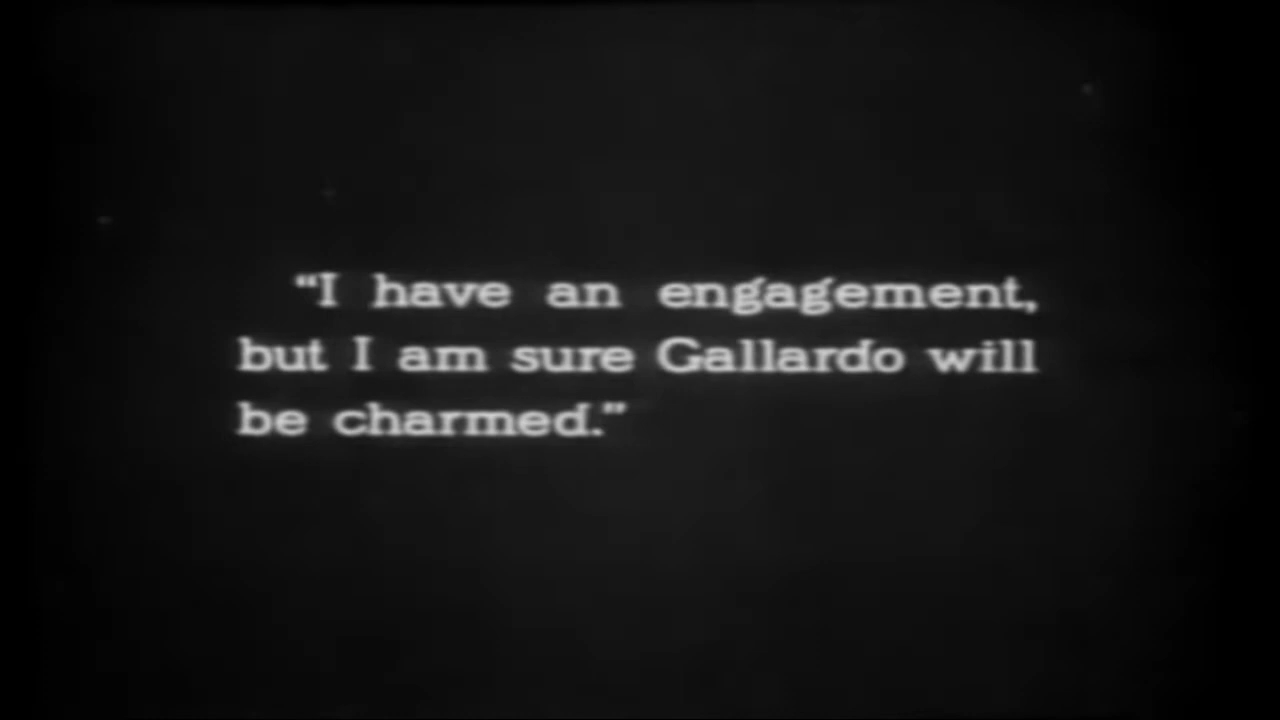 “I have an engagement,
but I am sure Gallardo will
be charmed.”